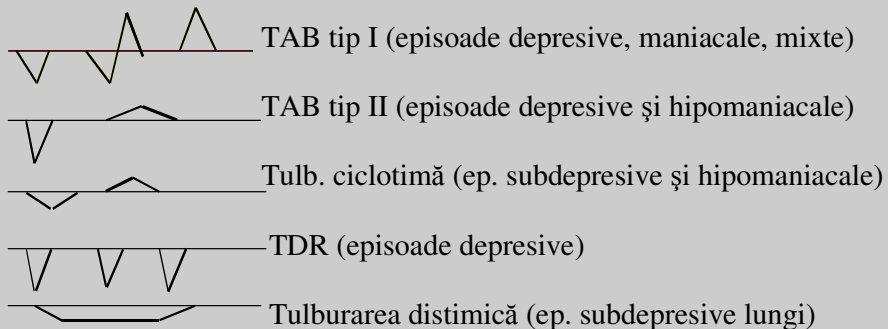 TAB tip I (episoade depresive, maniacale, mixte)
TAB tip II (episoade depresive şi hipomaniacale)
Tulb. ciclotimă (ep. subdepresive şi hipomaniacale)
TDR (episoade depresive)
Tulburarea distimică (ep. subdepresive lungi)